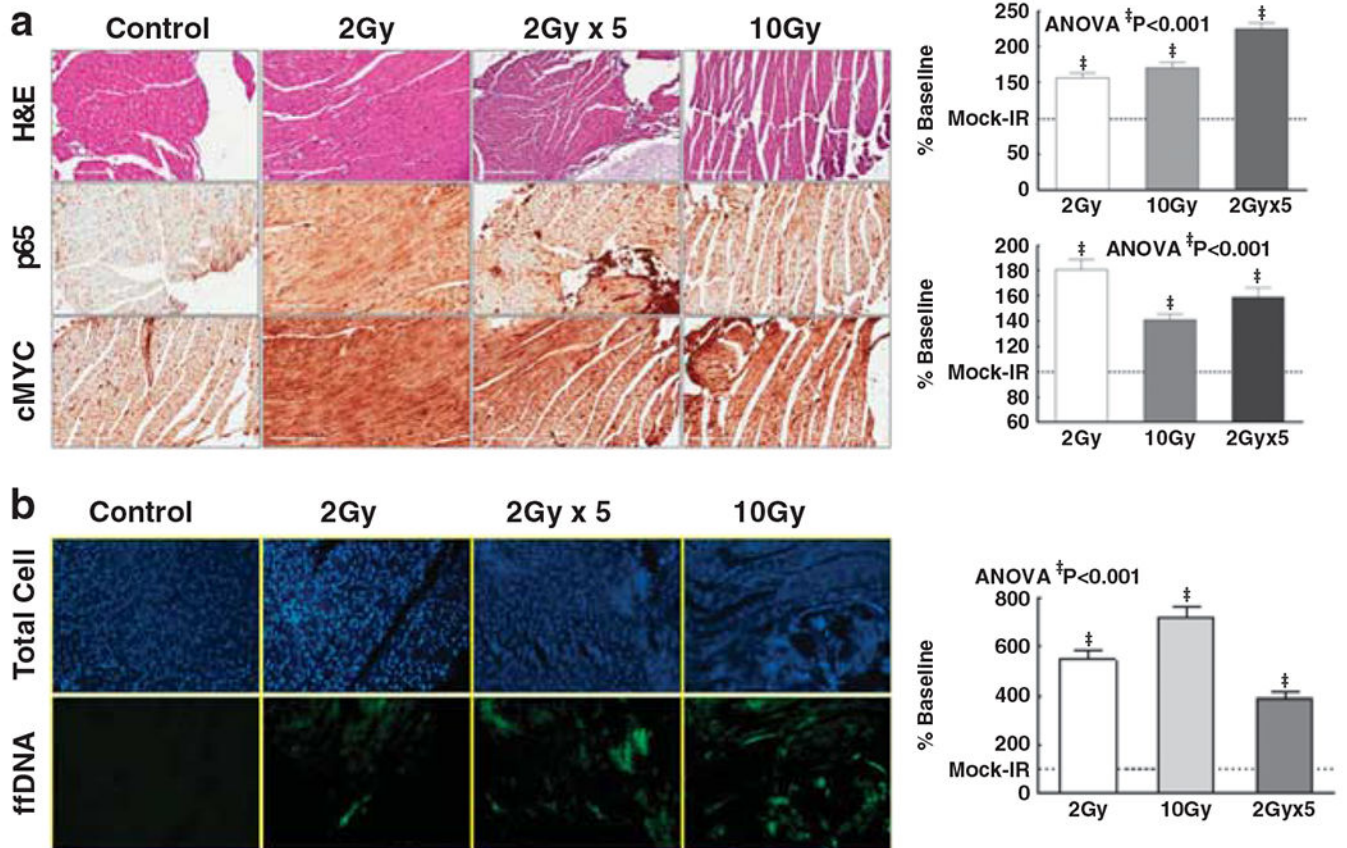 a
Control 2Gy 2Gy x 5 10Gy
H&E
p65
cMYC
ANOVA ‡P<0.001
% Baseline
250
‡
200
‡
‡
150
Mock-IR
50
0
2Gy 10Gy 2Gyx5
ANOVA ‡P<0.001
% Baseline
200
‡
180
‡
160
‡
140
120
Mock-IR
80
60
2Gy 10Gy 2Gyx5
b
Control 2Gy 2Gy x 5 10Gy
Total Cell
ffDNA
ANOVA ‡P<0.001
% Baseline
800
‡
600
‡
400
‡
200
Mock-IR
0
2Gy 10Gy 2Gyx5